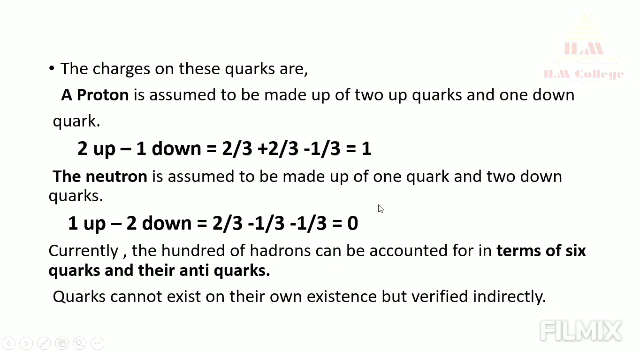 • The charges on these quarks are,
A Proton is assumed to be made up of two up quarks and one down
quark.
2 up – 1 down = 2/3 +2/3 -1/3 = 1
The neutron is assumed to be made up of one quark and two down
quarks.
1 up – 2 down = 2/3 -1/3 -1/3 = 0
Currently , the hundred of hadrons can be accounted for in terms of six
quarks and their anti quarks.
Quarks cannot exist on their own existence but verified indirectly.
ILM
ILM College
FILMIX